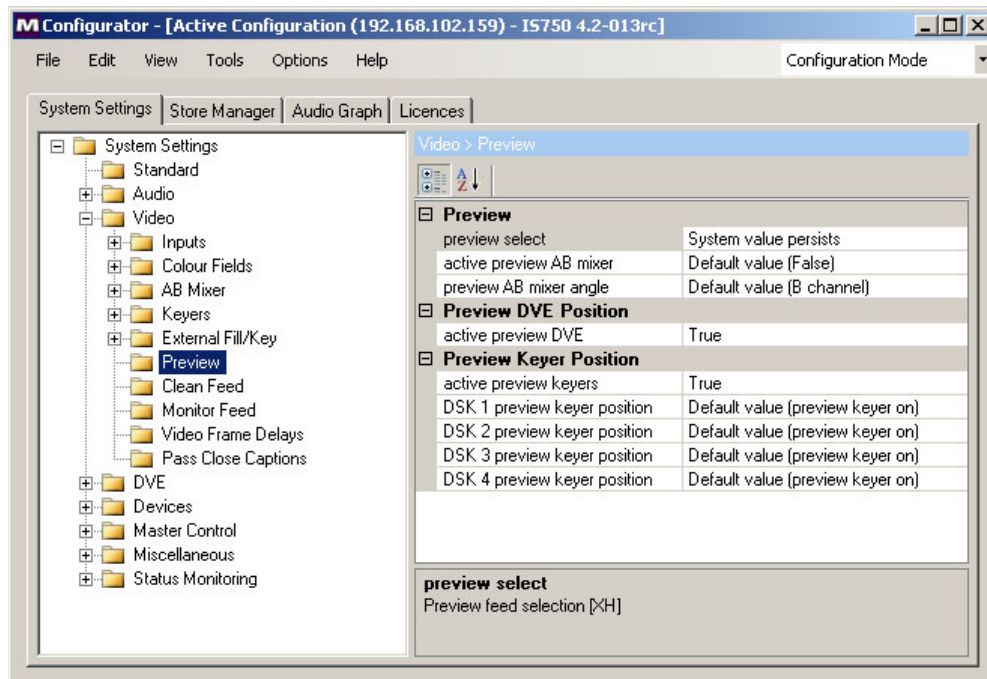 M Configurator - [Active Configuration (192.168.102.159) - IS750 4.2-013rc]
File Edit View Tools Options Help Configuration Mode
System Settings Store Manager Audio Graph Licences
System Settings
Standard
Audio
Video
Inputs
Colour Fields
AB Mixer
Keyers
External Fill/Key
Preview
Clean Feed
Monitor Feed
Video Frame Delays
Pass Close Captions
DVE
Devices
Master Control
Miscellaneous
Status Monitoring
Video > Preview
A Z
Preview
preview select System value persists
active preview AB mixer Default value (False)
preview AB mixer angle Default value (B channel)
Preview DVE Position
active preview DVE True
Preview Keyer Position
active preview keyers True
DSK 1 preview keyer position Default value (preview keyer on)
DSK 2 preview keyer position Default value (preview keyer on)
DSK 3 preview keyer position Default value (preview keyer on)
DSK 4 preview keyer position Default value (preview keyer on)
preview select
Preview feed selection [XH]